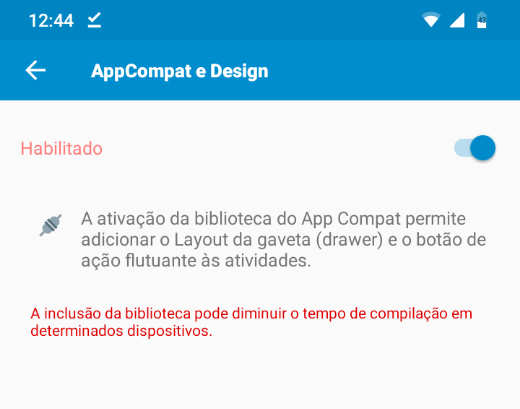 12:44
43
AppCompat e Design
Habilitado
A ativação da biblioteca do App Compat permite
adicionar o Layout da gaveta (drawer) e o botão de
ação flutuante às atividades.
A inclusão da biblioteca pode diminuir o tempo de compilação em
determinados dispositivos.